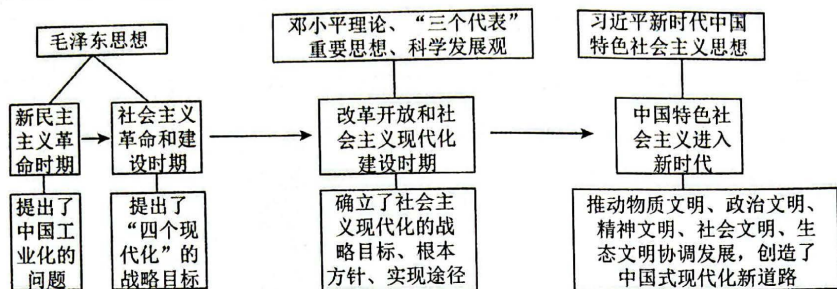 毛泽东思想
邓小平理论、“三个代表”
重要思想、科学发展观
习近平新时代中国
特色社会主义思想
新民主
主义革
命时期
社会主义
革命和建
设时期
改革开放和社
会主义现代化
建设时期
中国特色社
会主义进入
新时代
提出了
中国工
业化的
问题
提出了
“四个现
代化”的
战略目标
确立了社会主
义现代化的战
略目标、根本
方针、实现途径
推动物质文明、政治文明、
精神文明、社会文明、生
态文明协调发展，创造了
中国式现代化新道路